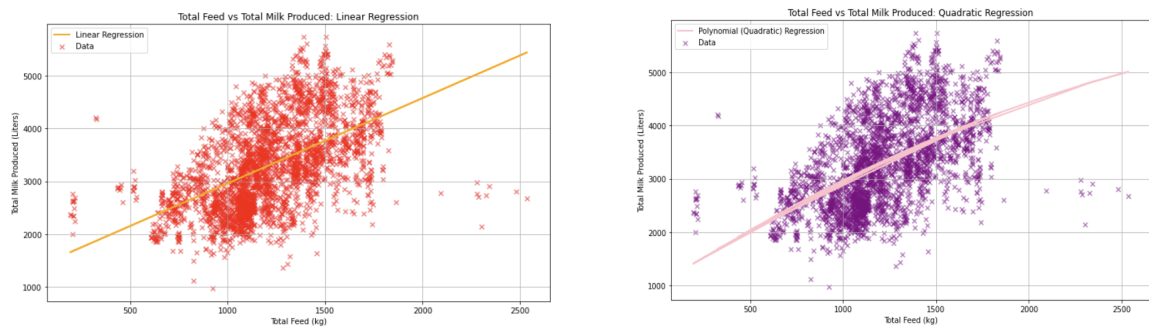 Total Feed vs Total Milk Produced: Linear Regression
Linear Regression
Data
5000
4000
3000
2000
1000
Total Milk Produced (Liters)
500
1000
1500
2000
2500
Total Feed (kg)
Total Feed vs Total Milk Produced: Quadratic Regression
Polynomial (Quadratic) Regression
Data
5000
4000
3000
2000
1000
Total Milk Produced (Liters)
500
1000
1500
2000
2500
Total Feed (kg)